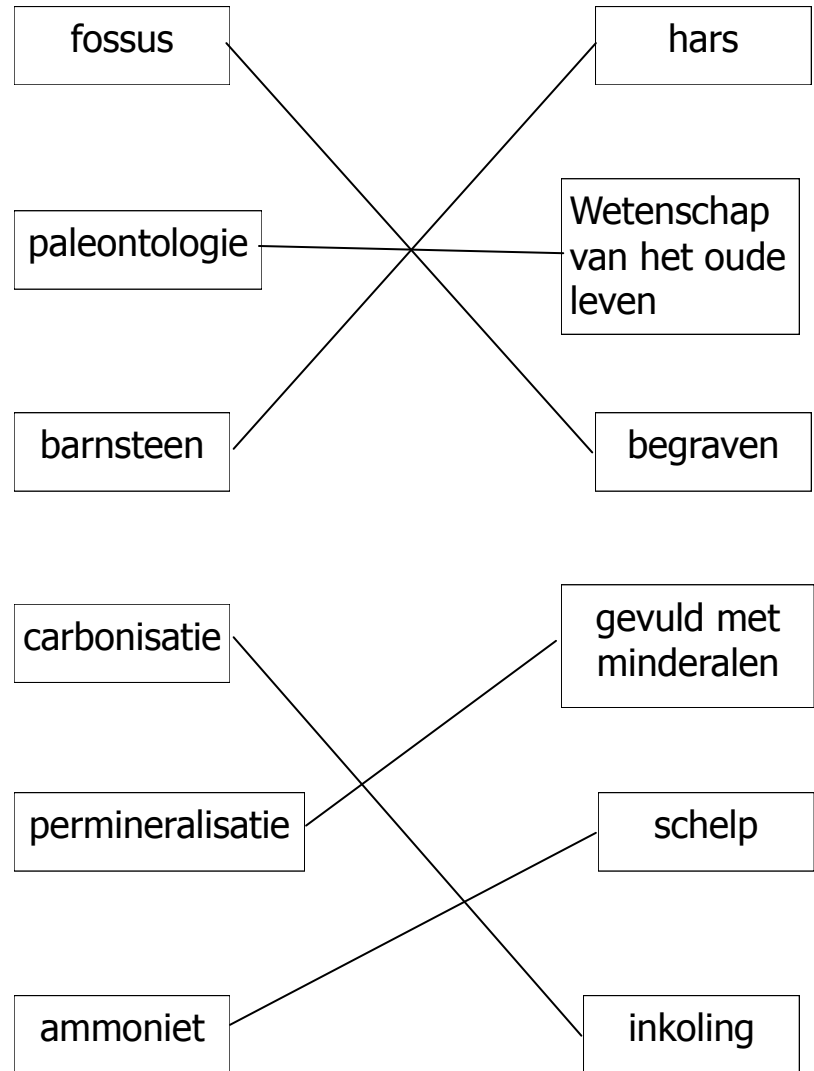 fossus
hars
paleontologie
Wetenschap
van het oude
leven
barnsteen
begraven
carbonisatie
gevuld met
minderalen
permineralisatie
schelp
ammoniet
inkoling